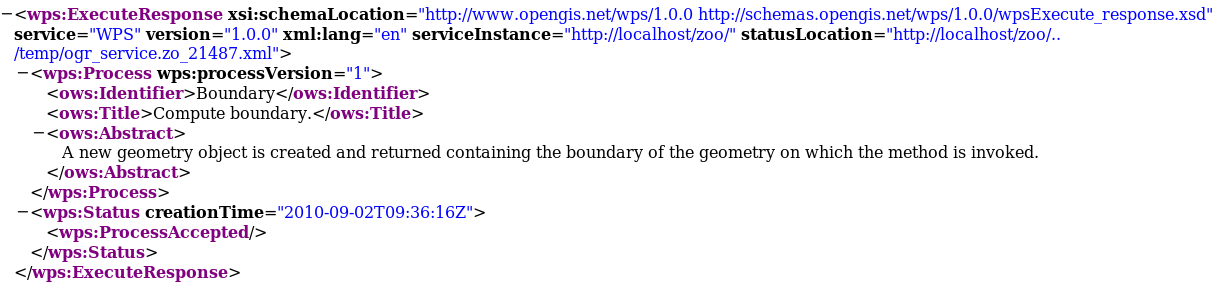 −<wps:ExecuteResponse xsi:schemaLocation="http://www.opengis.net/wps/1.0.0 http://schemas.opengis.net/wps/1.0.0/wpsExecute_response.xsd"
service="WPS" version="1.0.0" xml:lang="en" serviceInstance="http://localhost/zoo/" statusLocation="http://localhost/zoo/..
/temp/ogr_service.zo_21487.xml">
−<wps:Process wps:processVersion="1">
<ows:Identifier>Boundary</ows:Identifier>
<ows:Title>Compute boundary.</ows:Title>
−<ows:Abstract>
A new geometry object is created and returned containing the boundary of the geometry on which the method is invoked.
</ows:Abstract>
</wps:Process>
−<wps:Status creationTime="2010-09-02T09:36:16Z">
<wps:ProcessAccepted/>
</wps:Status>
</wps:ExecuteResponse>